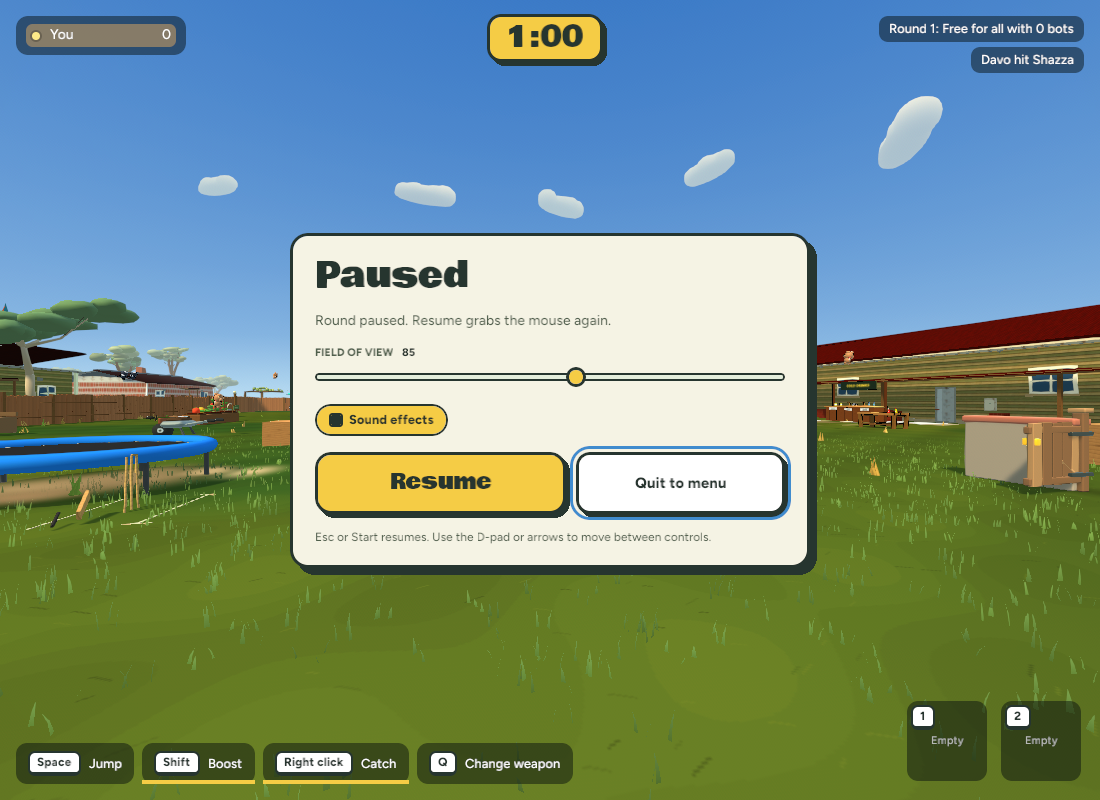 You 0
1:00
Round 1: Free for all with 0 bots
Davo hit Shazza
Paused
Round paused. Resume grabs the mouse again.
FIELD OF VIEW 85
Sound effects
Resume
Quit to menu
Esc or Start resumes. Use the D-pad or arrows to move between controls.
Space Jump
Shift Boost
Right click Catch
Q Change weapon
1
Empty
2
Empty